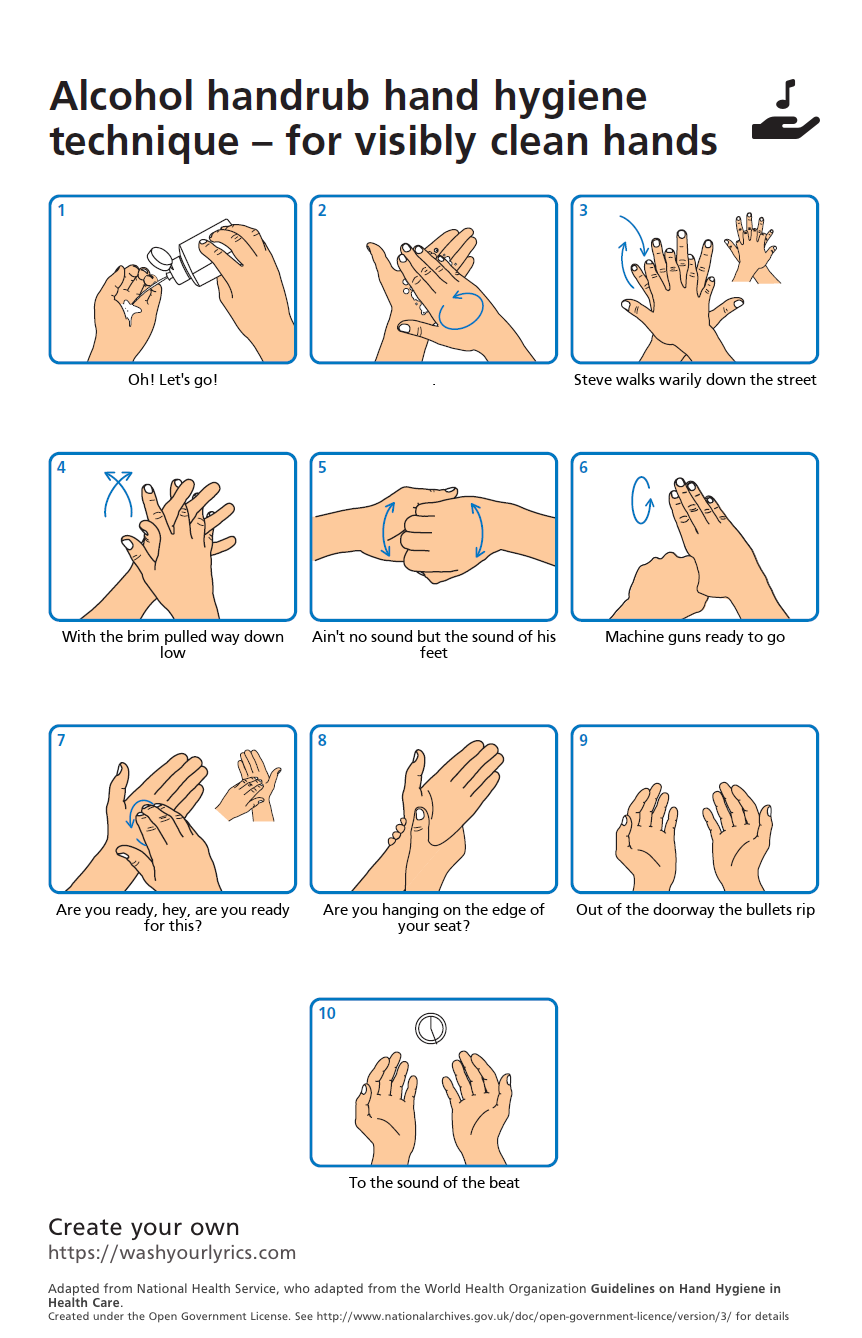 Alcohol handrub hand hygiene
technique – for visibly clean hands
1
Oh! Let's go!
2
.
3
Steve walks warily down the street
4
With the brim pulled way down
low
5
Ain't no sound but the sound of his
feet
6
Machine guns ready to go
7
Are you ready, hey, are you ready
for this?
8
Are you hanging on the edge of
your seat?
9
Out of the doorway the bullets rip
10
To the sound of the beat
Create your own
https://washyourlyrics.com
Adapted from National Health Service, who adapted from the World Health Organization Guidelines on Hand Hygiene in
Health Care.
Created under the Open Government License. See http://www.nationalarchives.gov.uk/doc/open-government-licence/version/3/ for details